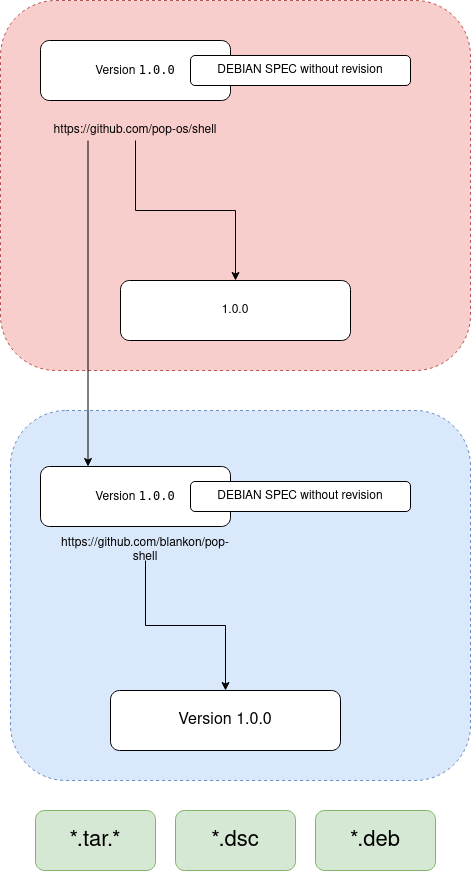 Version 1.0.0
DEBIAN SPEC without revision
https://github.com/pop-os/shell
1.0.0
Version 1.0.0
DEBIAN SPEC without revision
https://github.com/blankon/pop-
shell
Version 1.0.0
*.tar.*
*.dsc
*.deb